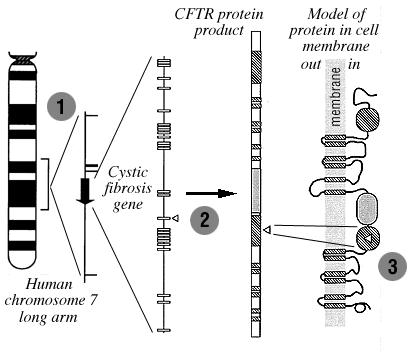 CFTR protein
product
Model of
protein in cell
membrane
out
in
membrane
1
Cystic
fibrosis
gene
2
3
Human
chromosome 7
long arm